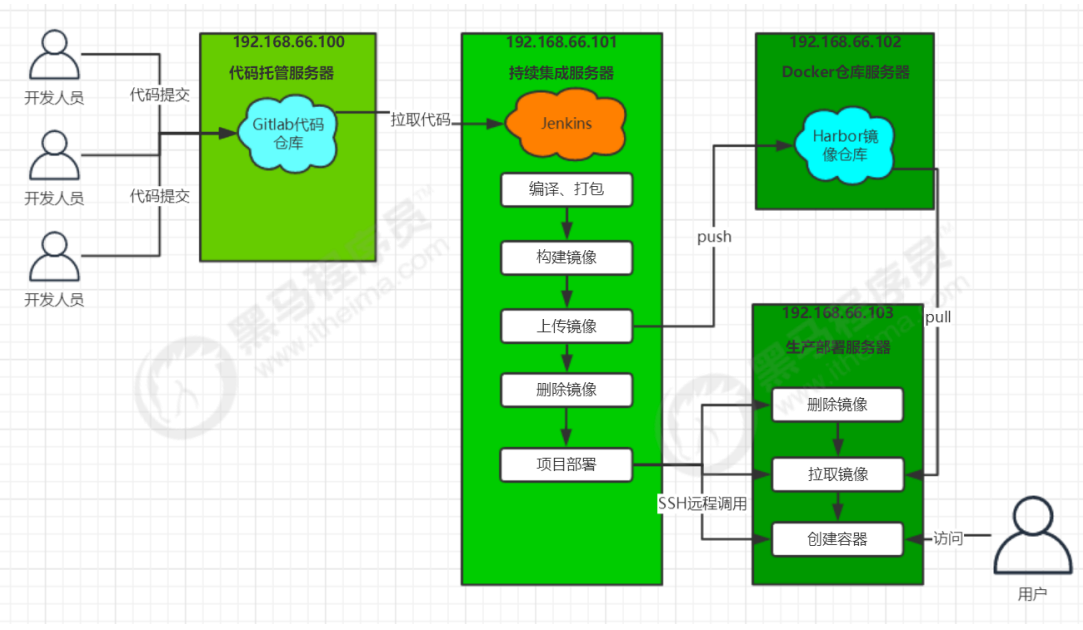 192.168.66.100
代码托管服务器
Gitlab代码
仓库
开发人员
开发人员
开发人员
代码提交
代码提交
拉取代码
192.168.66.101
持续集成服务器
Jenkins
编译、打包
构建镜像
上传镜像
删除镜像
项目部署
push
SSH远程调用
192.168.66.102
Docker仓库服务器
Harbor镜
像仓库
pull
192.168.66.103
生产部署服务器
删除镜像
拉取镜像
创建容器
访问
用户
黑马程序员
www.itheima.com
黑马程序员
www.itheima.com